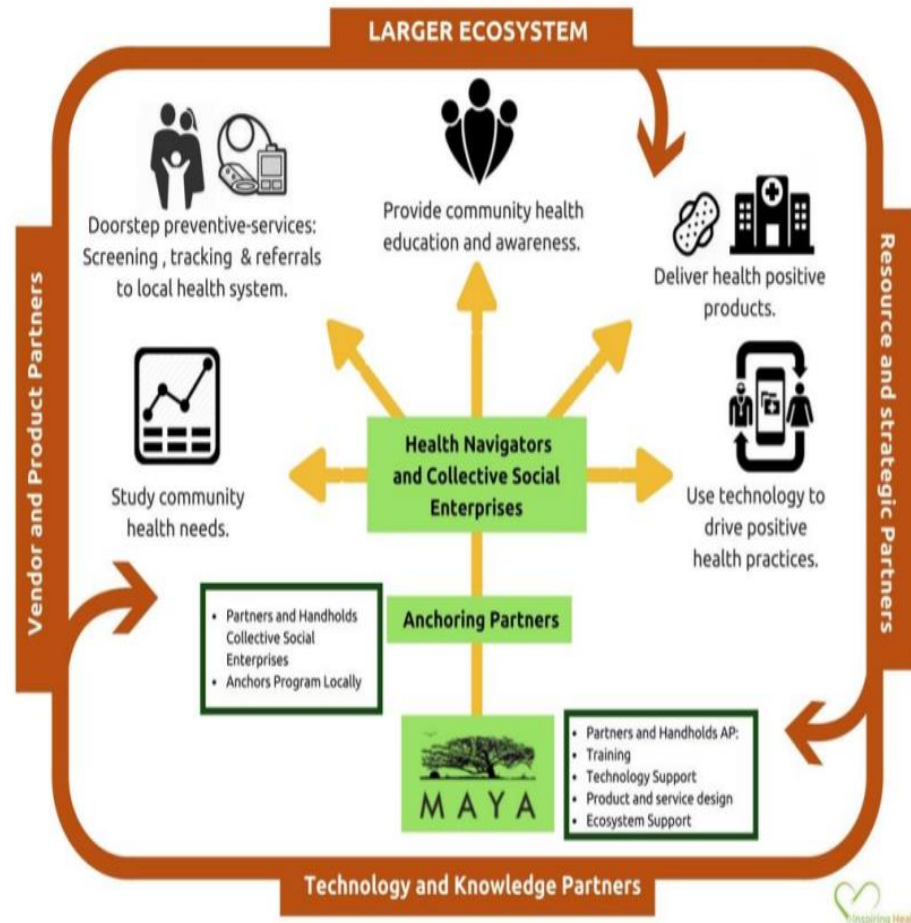 LARGER ECOSYSTEM
Doorstep preventive-services:
Screening , tracking & referrals
to local health system.
Provide community health
education and awareness.
Deliver health positive
products.
Vendor and Product Partners
Resource and strategic Partners
Study community
health needs.
Health Navigators
and Collective Social
Enterprises
Use technology to
drive positive
health practices.
• Partners and Handholds
Collective Social
Enterprises
• Anchors Program Locally
Anchoring Partners
MAYA
• Partners and Handholds AP:
• Training
• Technology Support
• Product and service design
• Ecosystem Support
Technology and Knowledge Partners
Inspiring Heal